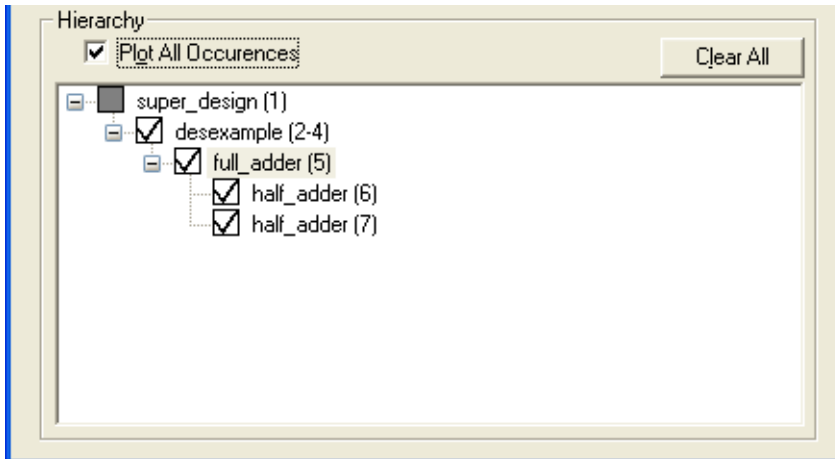 Hierarchy
Plot All Occurences
Clear All
super_design (1)
desexample (2-4)
full_adder (5)
half_adder (6)
half_adder (7)